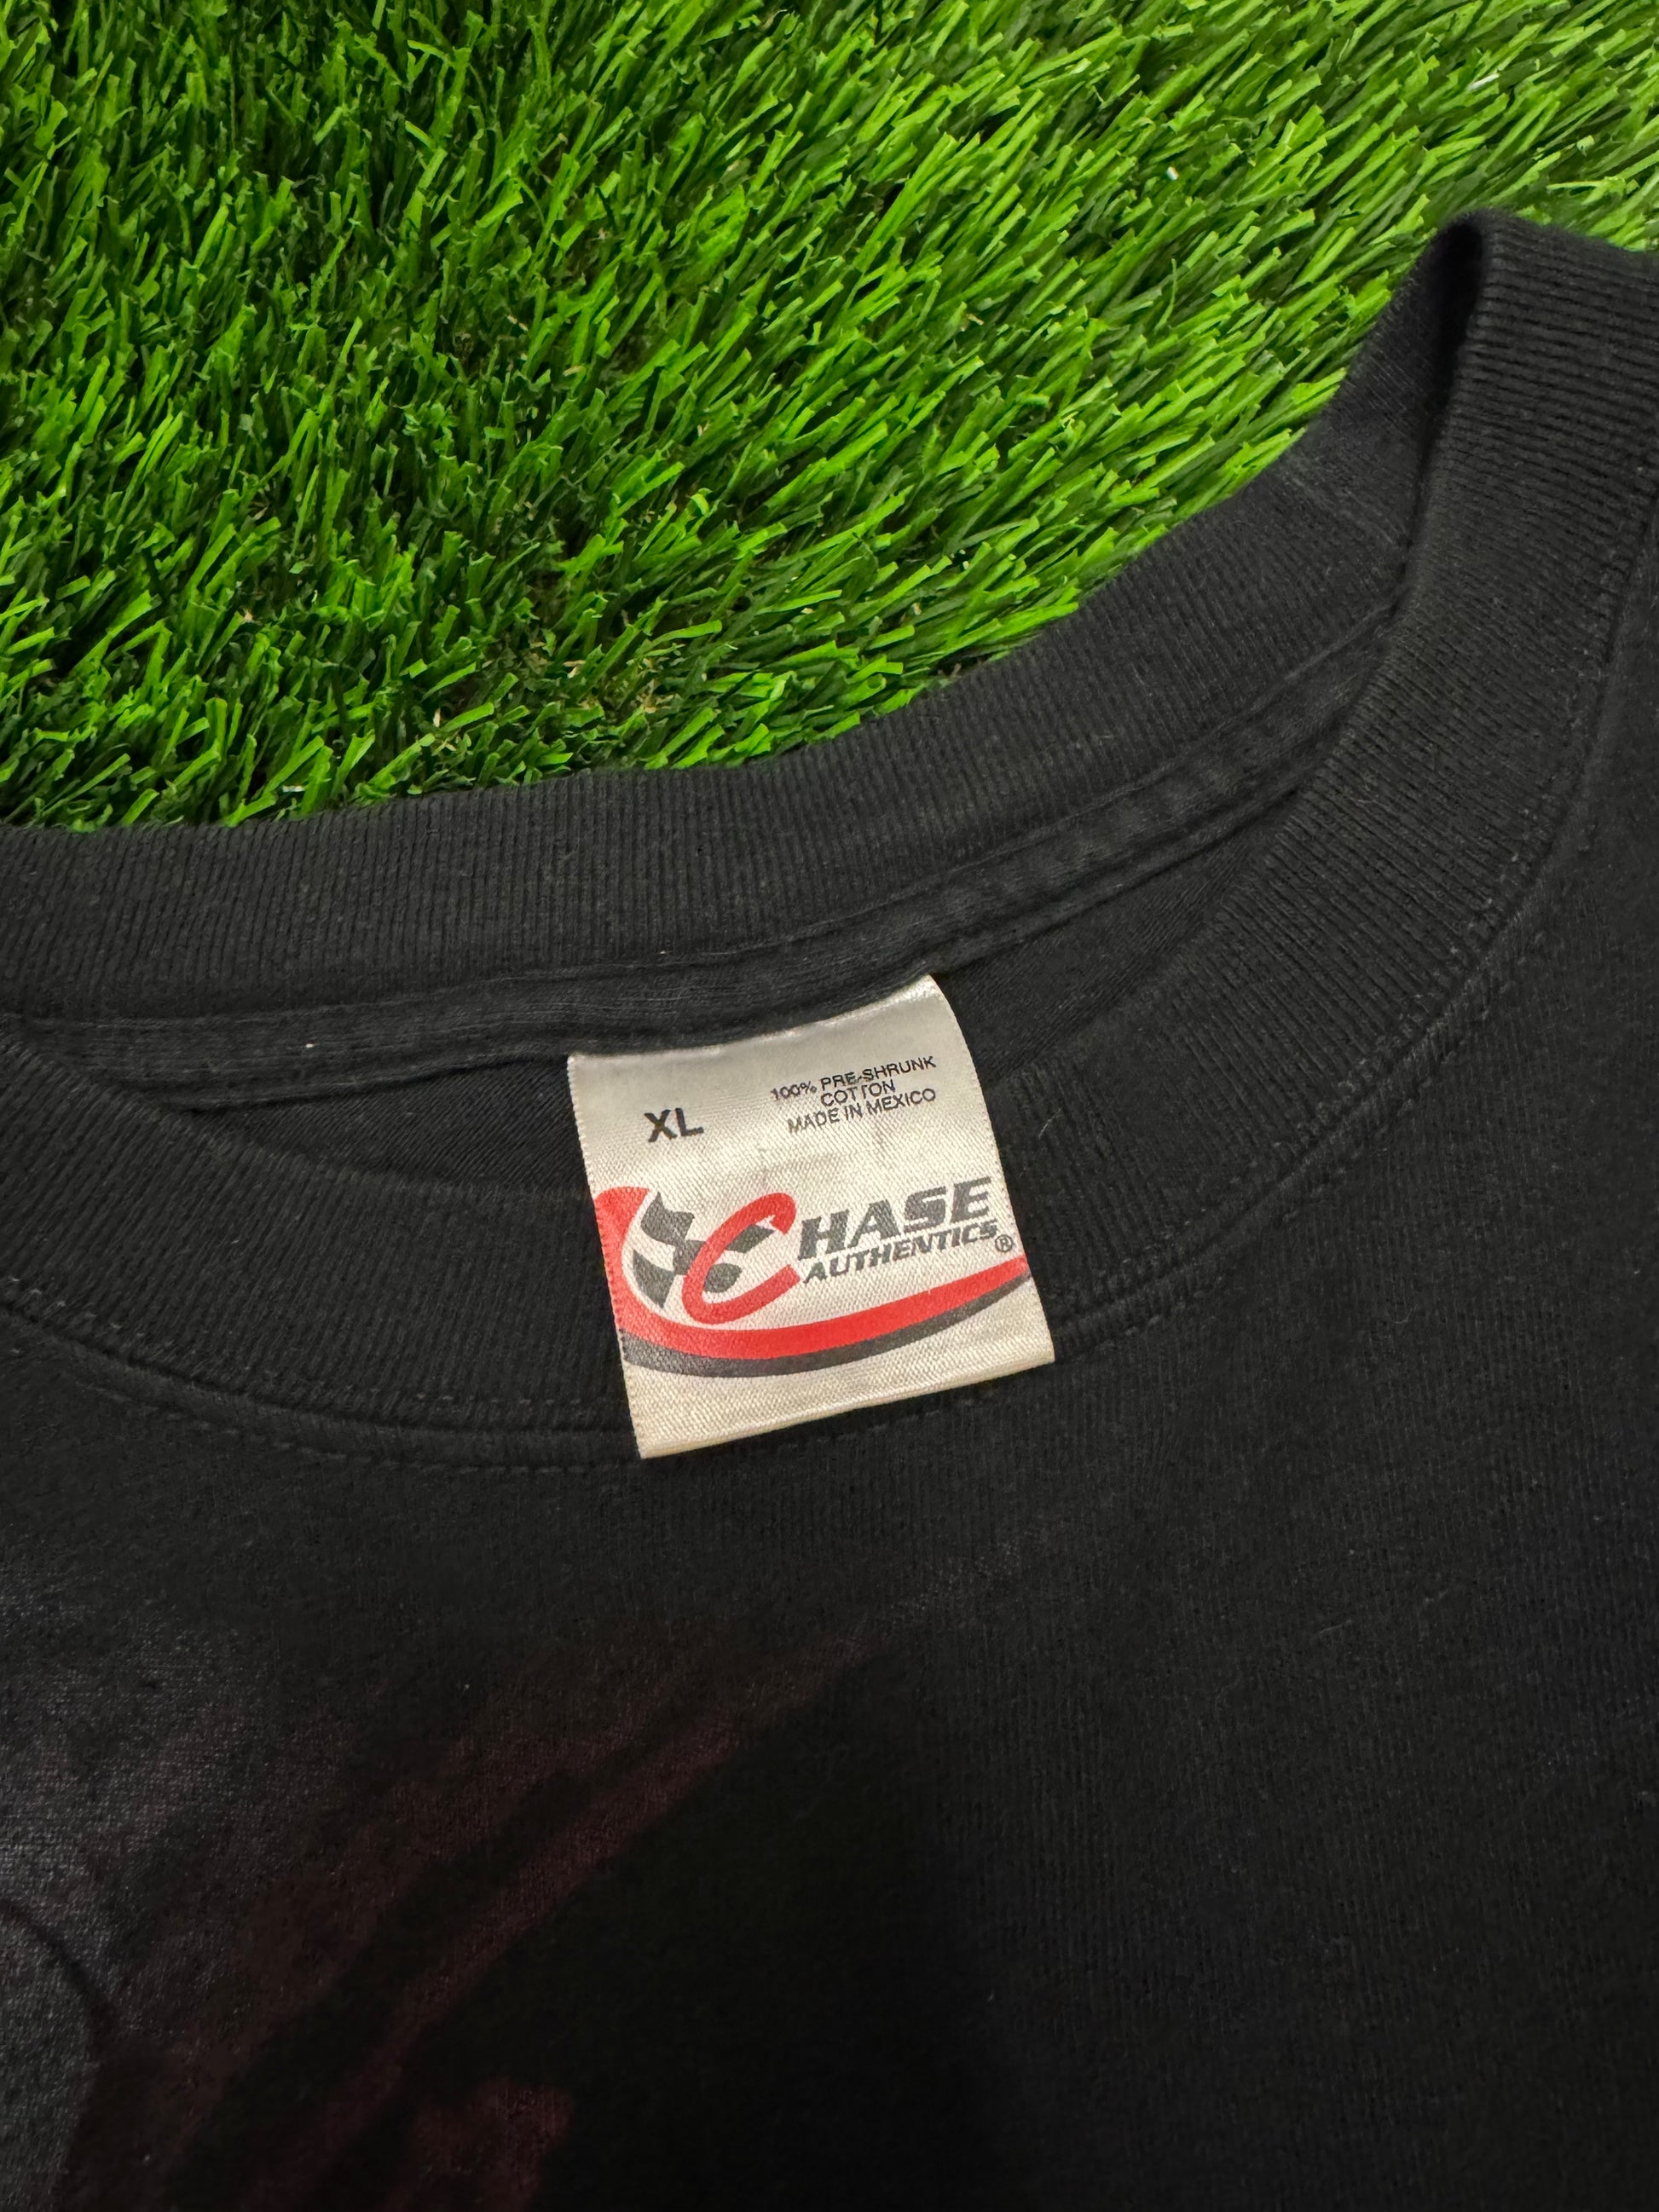 XL
100% PRE-SHRUNK
COTTON
MADE IN MEXICO
CHASE
AUTHENTICS®